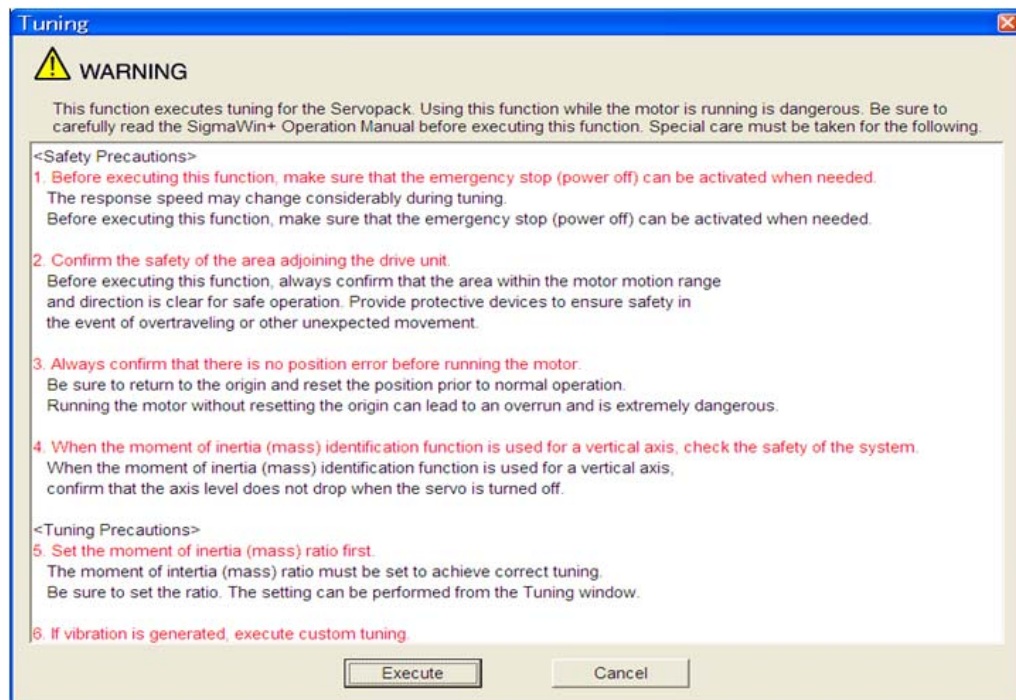 Tuning
WARNING
This function executes tuning for the Servopack. Using this function while the motor is running is dangerous. Be sure to
carefully read the SigmaWin+ Operation Manual before executing this function. Special care must be taken for the following.
<Safety Precautions>
1. Before executing this function, make sure that the emergency stop (power off) can be activated when needed.
The response speed may change considerably during tuning.
Before executing this function, make sure that the emergency stop (power off) can be activated when needed.
2. Confirm the safety of the area adjoining the drive unit.
Before executing this function, always confirm that the area within the motor motion range
and direction is clear for safe operation. Provide protective devices to ensure safety in
the event of overtraveling or other unexpected movement.
3. Always confirm that there is no position error before running the motor.
Be sure to return to the origin and reset the position prior to normal operation.
Running the motor without resetting the origin can lead to an overrun and is extremely dangerous.
4. When the moment of inertia (mass) identification function is used for a vertical axis, check the safety of the system.
When the moment of inertia (mass) identification function is used for a vertical axis,
confirm that the axis level does not drop when the servo is turned off.
<Tuning Precautions>
5. Set the moment of inertia (mass) ratio first.
The moment of intertia (mass) ratio must be set to achieve correct tuning.
Be sure to set the ratio. The setting can be performed from the Tuning window.
6. If vibration is generated, execute custom tuning.
Execute
Cancel